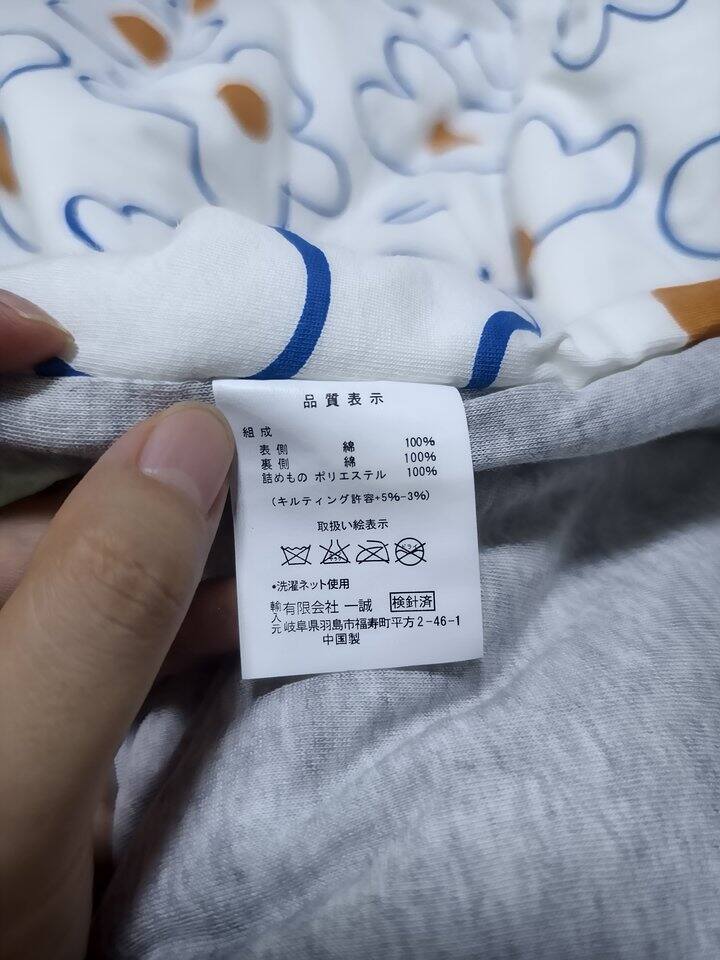 品質表示
組成
表側 綿 100%
裏側 綿 100%
詰めもの ポリエステル 100%
(キルティング許容+5%-3%)
取扱い絵表示
•洗濯ネット使用
輸入元 有限会社 一誠 検針済
岐阜県羽島市福寿町平方2-46-1
中国製